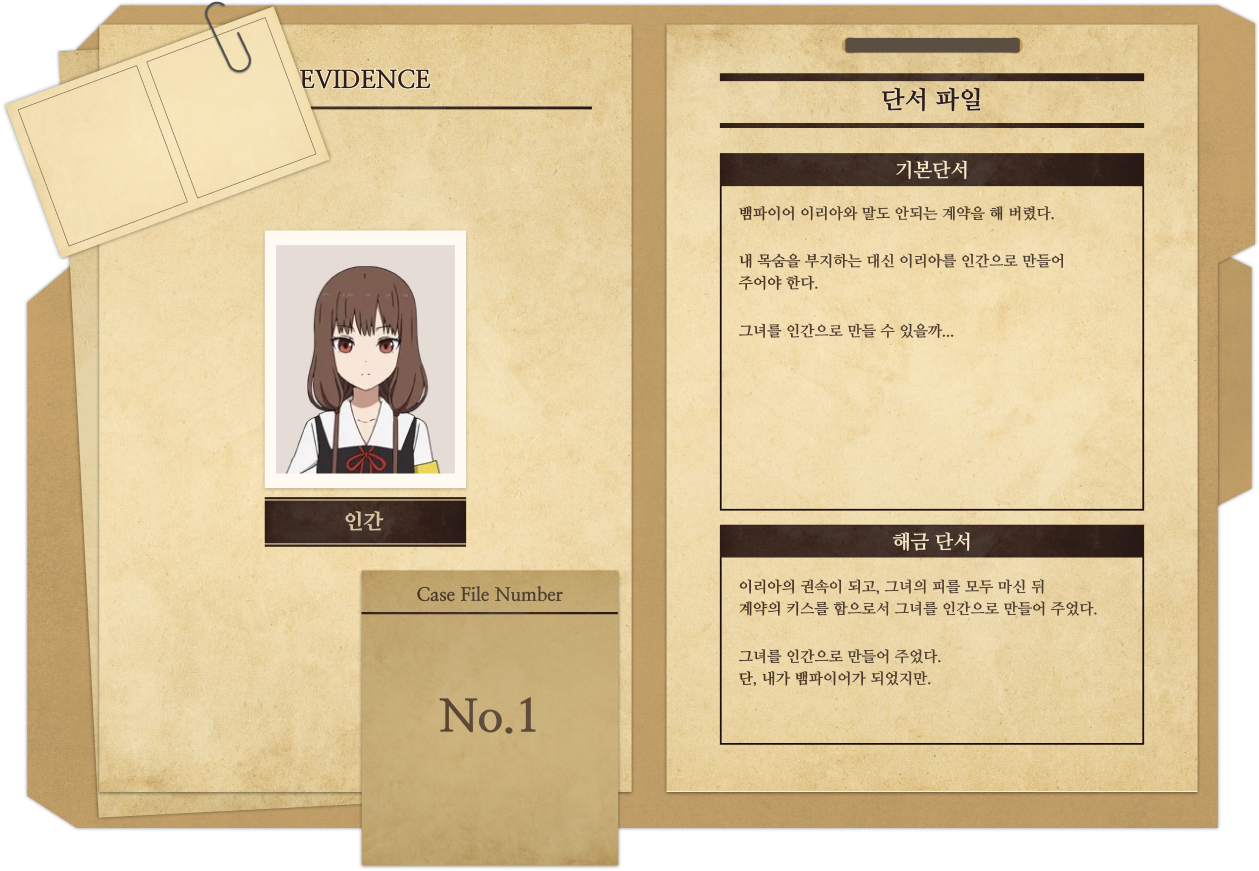 EVIDENCE
인간
Case File Number
No.1
단서 파일
기본단서
뱀파이어 이리아와 말도 안되는 계약을 해 버렸다.
내 목숨을 부지하는 대신 이리아를 인간으로 만들어
주어야 한다.
그녀를 인간으로 만들 수 있을까...
해금 단서
이리아의 권속이 되고, 그녀의 피를 모두 마신 뒤
계약의 키스를 함으로서 그녀를 인간으로 만들어 주었다.
그녀를 인간으로 만들어 주었다.
단, 내가 뱀파이어가 되었지만.